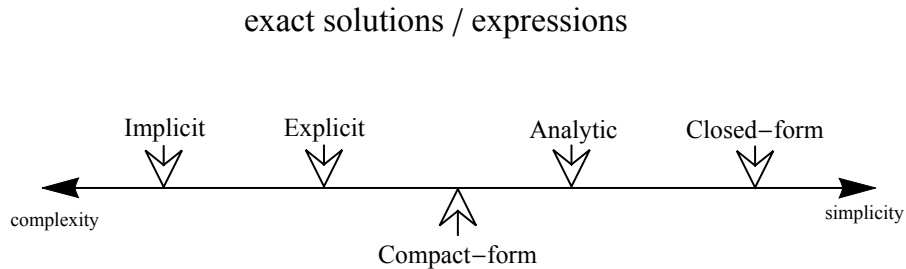 exact solutions / expressions
Implicit Explicit Analytic Closed−form
complexity simplicity
Compact−form